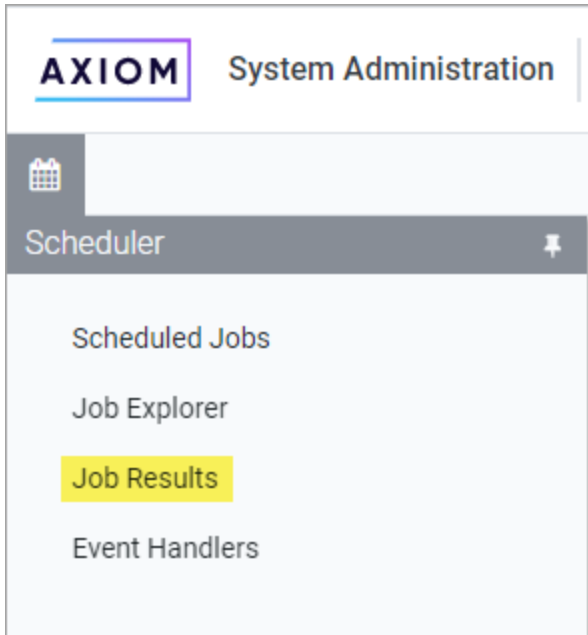 AXIOM System Administration
Scheduler
Scheduled Jobs
Job Explorer
Job Results
Event Handlers